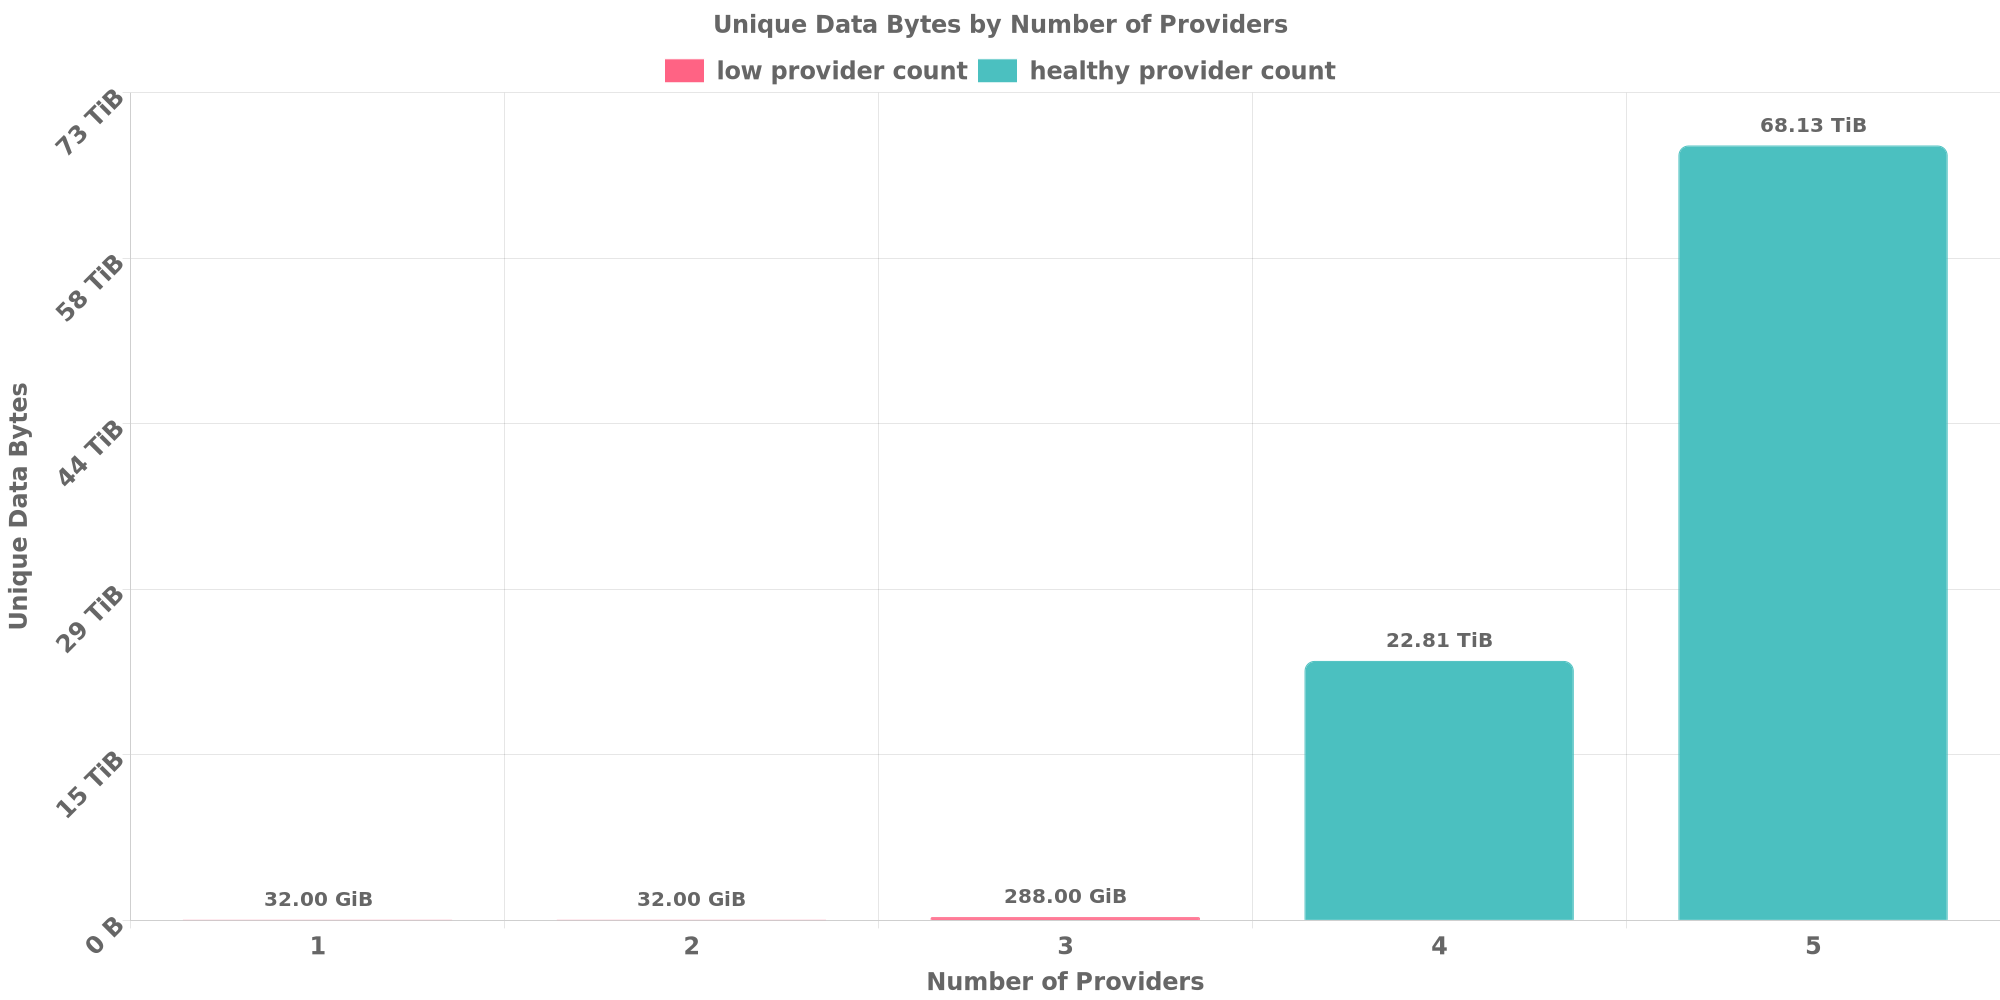 Unique Data Bytes by Number of Providers
low provider count healthy provider count
73 TiB
58 TiB
44 TiB
29 TiB
15 TiB
0 B
Unique Data Bytes
32.00 GiB
32.00 GiB
288.00 GiB
22.81 TiB
68.13 TiB
1 2 3 4 5
Number of Providers